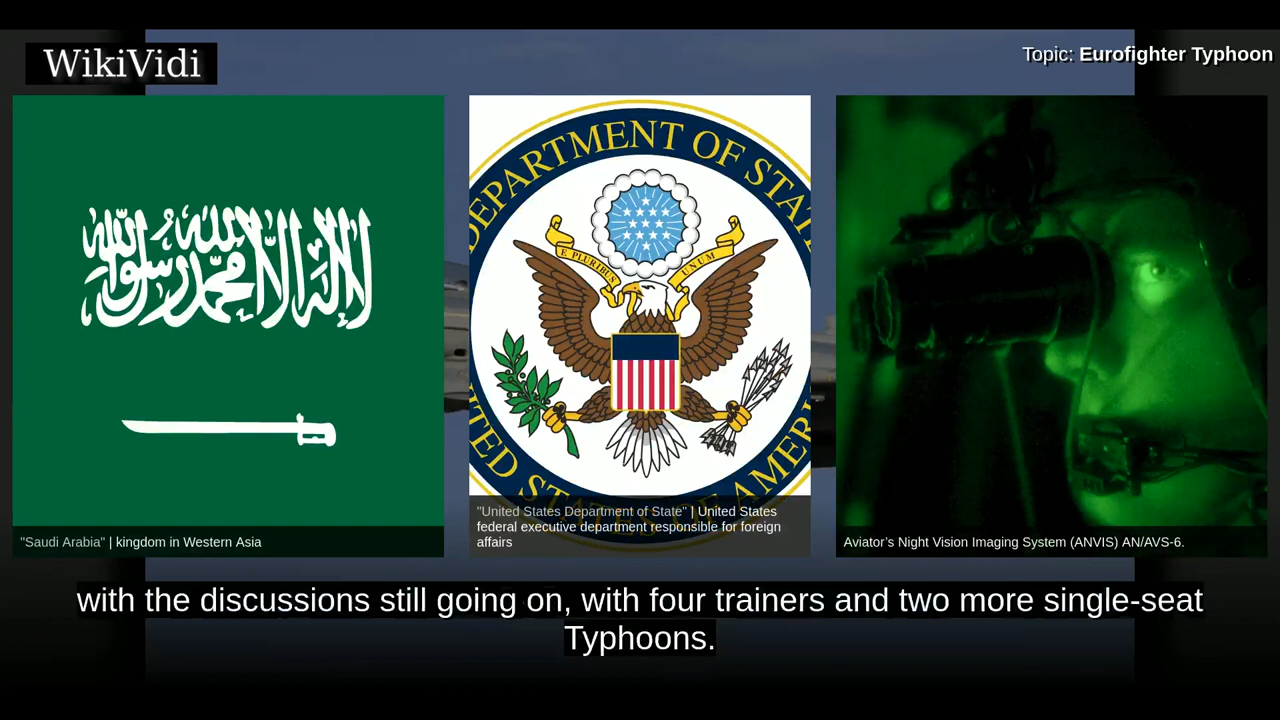 WikiVidi
Topic: Eurofighter Typhoon
لا إله إلا الله محمد رسول الله
DEPARTMENT OF STAT
E PLURIBUS UNUM
ITED STATES OF AMERI
"Saudi Arabia" | kingdom in Western Asia
"United States Department of State" | United States
federal executive department responsible for foreign
affairs
Aviator's Night Vision Imaging System (ANVIS) AN/AVS-6.
with the discussions still going on, with four trainers and two more single-seat
Typhoons.